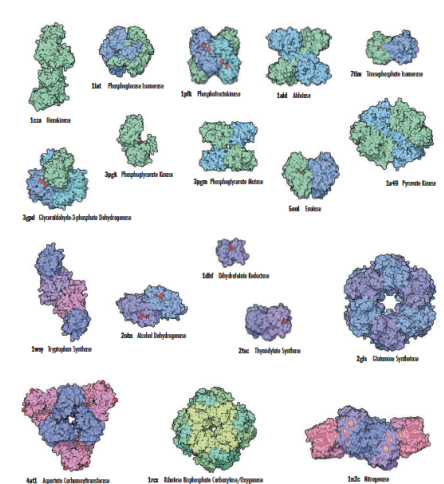 1cza Hexokinase
1iat Phosphoglucose Isomerase
1pfk Phosphofructokinase
1ald Aldolase
7tim Triosephosphate Isomerase
3gpd Glyceraldehyde-3-phosphate Dehydrogenase
3pgk Phosphoglycerate Kinase
3pgm Phosphoglycerate Mutase
5enl Enolase
1a49 Pyruvate Kinase
1wsy Tryptophan Synthase
2ohx Alcohol Dehydrogenase
1dhf Dihydrofolate Reductase
2tsc Thymidylate Synthase
2gls Glutamine Synthetase
4at1 Aspartate Carbamoyltransferase
1rcx Ribulose Bisphosphate Carboxylase/Oxygenase
1n2c Nitrogenase